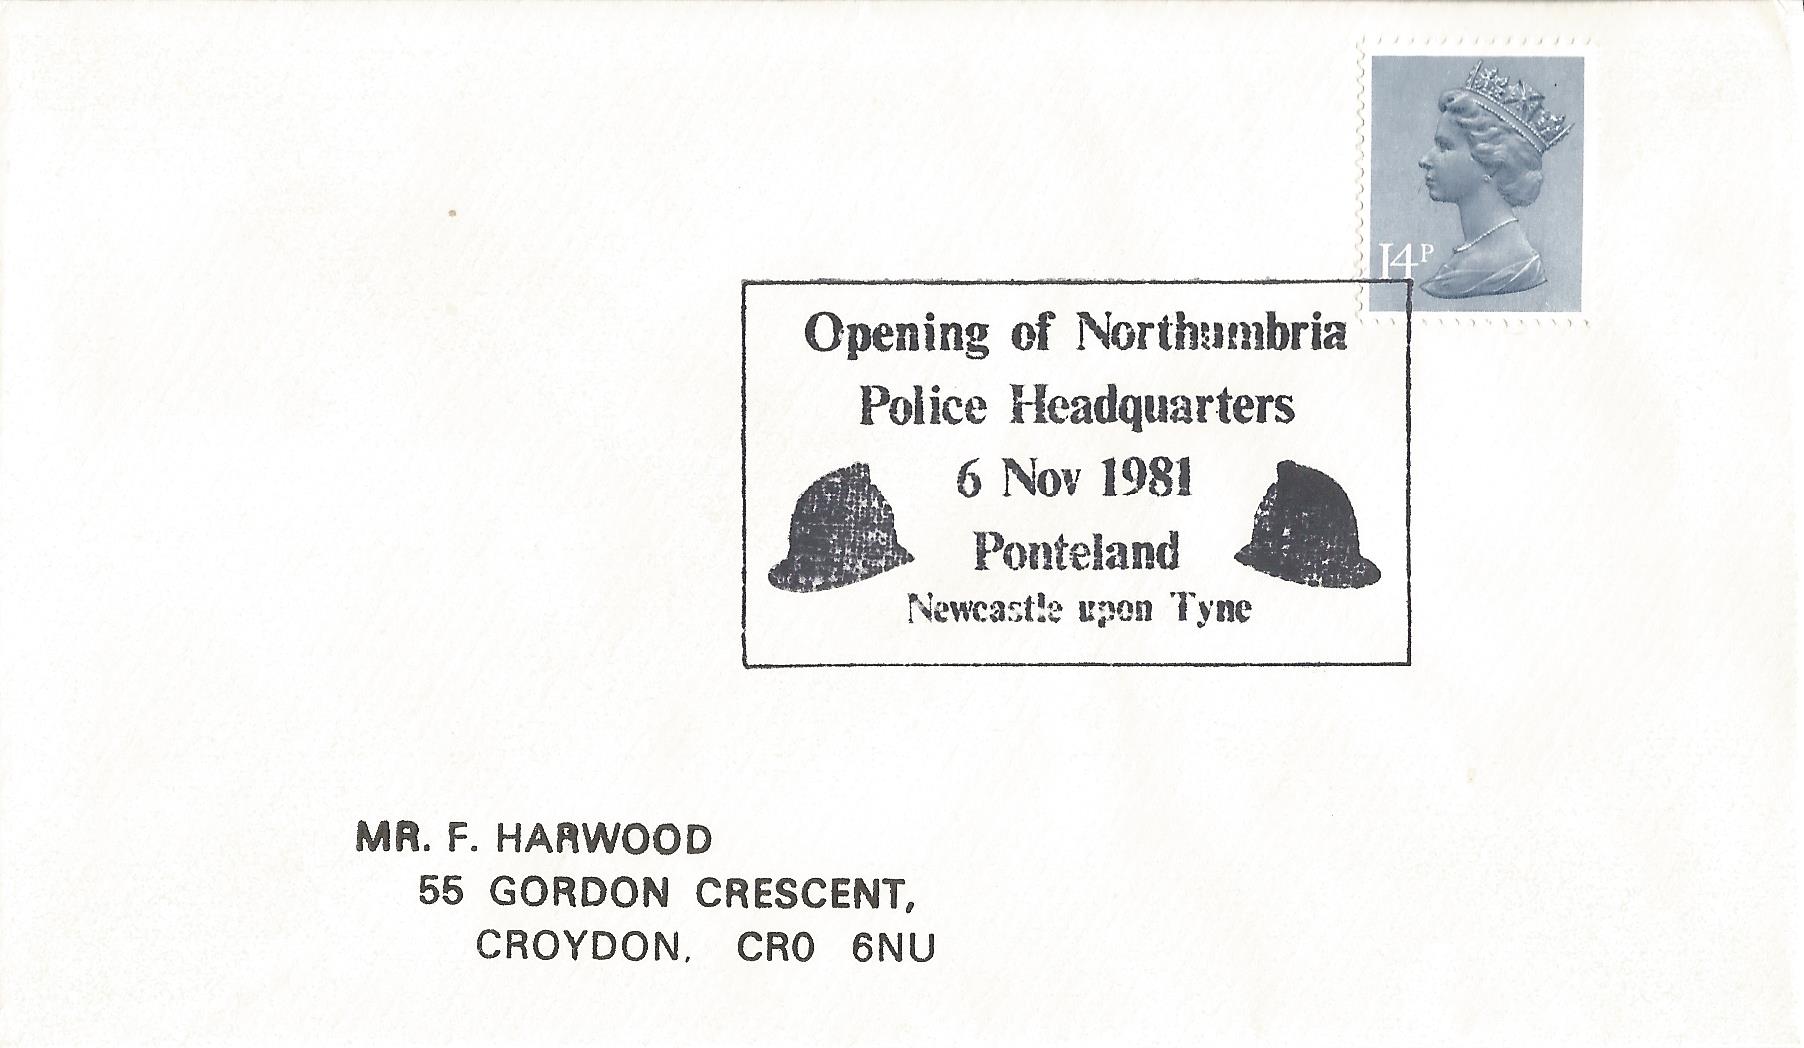 14P
Opening of Northumbria
Police Headquarters
6 Nov 1981
Ponteland
Newcastle upon Tyne
MR. F. HARWOOD
55 GORDON CRESCENT,
CROYDON. CR0 6NU